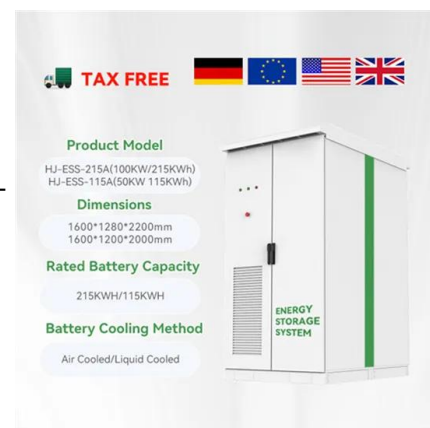 TAX FREE
Product Model
HJ-ESS-215A(100KW/215KWh)
HJ-ESS-115A(50KW 115KWh)
Dimensions
1600*1280*2200mm
1600*1200*2000mm
Rated Battery Capacity
215KWH/115KWH
Battery Cooling Method
Air Cooled/Liquid Cooled
ENERGY
STORAGE
SYSTEM